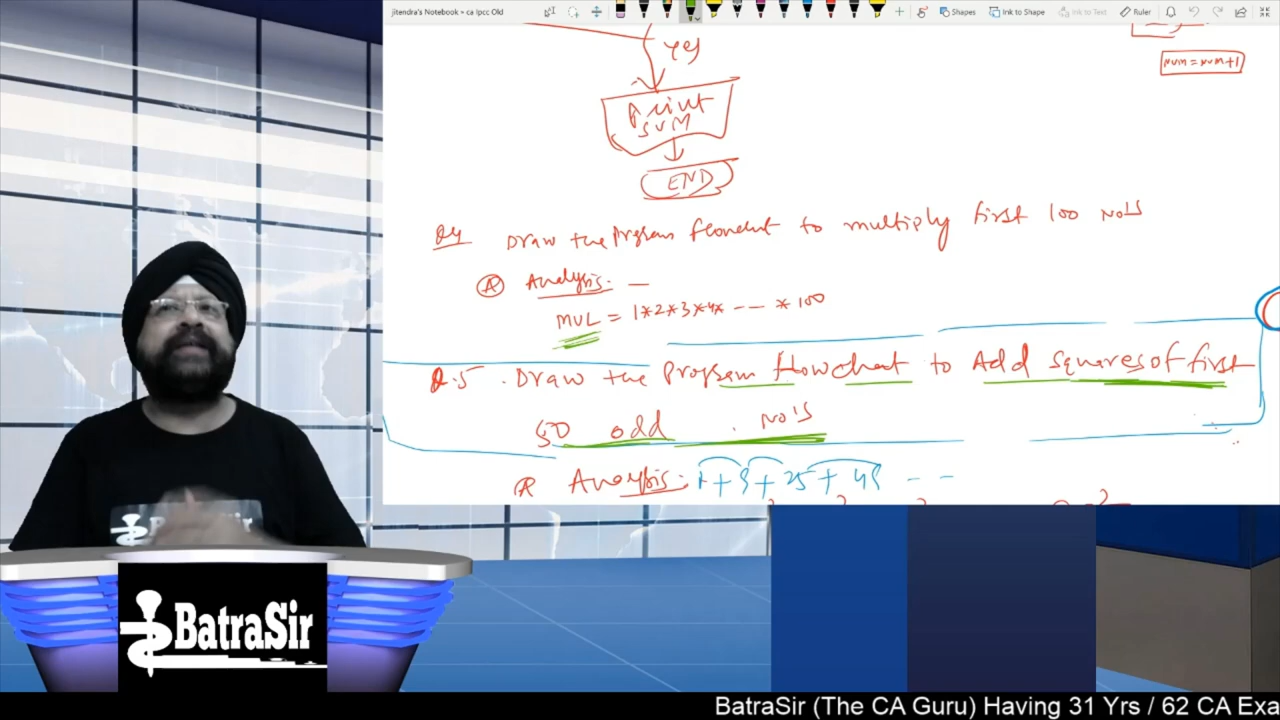 jitendra's Notebook » ca Ipcc Old
Shapes Ink to Shape Ink to Text Ruler
yes
NUM = NUM+1
Print
SUM
END
Q4 Draw the Program flowchat to multiply first 100 No's
A Analysis. —
MUL = 1*2*3*4* - -- * 100
Q.5 . Draw the Program flowchat to Add squares of first
50 odd No's
A Analysis:- 1+9+25+49 - -
BatraSir
BatraSir (The CA Guru) Having 31 Yrs / 62 CA Exa